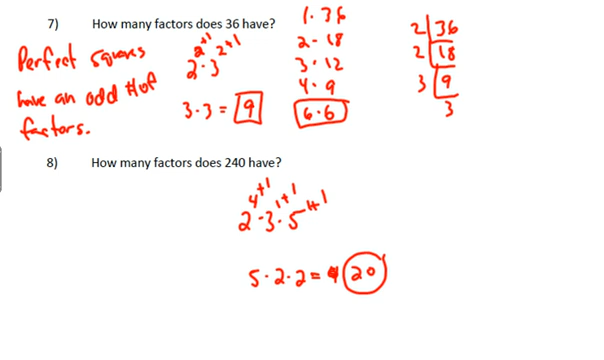 7) How many factors does 36 have?
Perfect squares
have an odd # of
factors.
2^2+1 · 3^2+1
3 · 3 = 9
1 · 36
2 - 18
3 · 12
4 · 9
6 · 6
2 36
2 18
3 9
3
8) How many factors does 240 have?
2^4+1 · 3^1+1 · 5^1+1
5 · 2 · 2 = 20